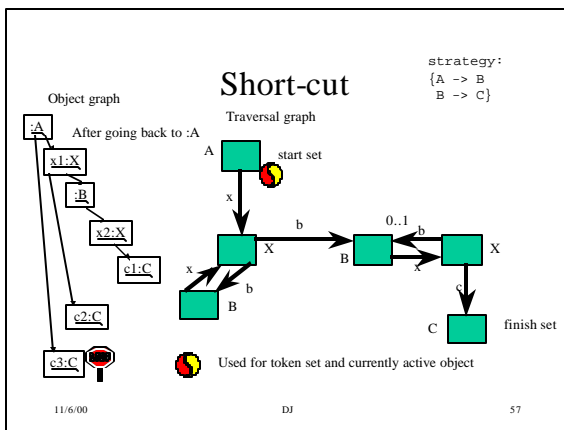 strategy:
{A -> B
B -> C}
Short-cut
Object graph
Traversal graph
:A
After going back to :A
A
start set
x1:X
:B
x
x2:X
b
0..1
b
X
B
x
X
c1:C
x
b
B
c
c2:C
C
finish set
c3:C
Used for token set and currently active object
11/6/00
DJ
57